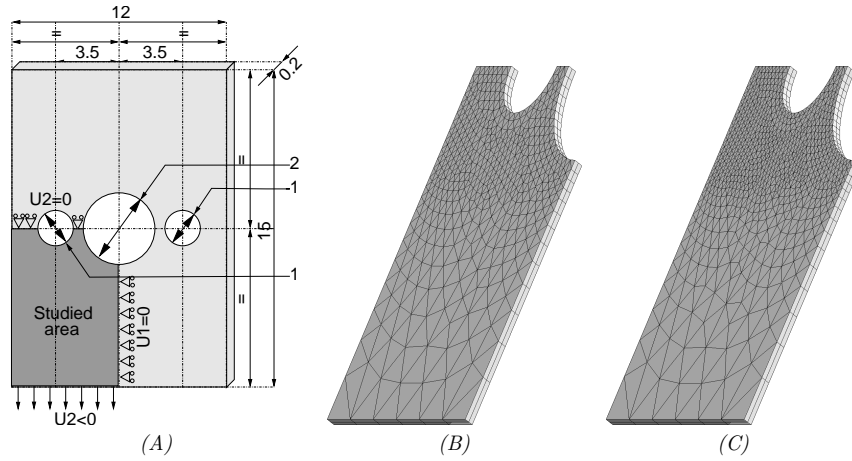 12
= =
3.5 3.5
0.2
2
1
U2=0
=
15
1
Studied
area
U1=0
=
U2<0
(A) (B) (C)